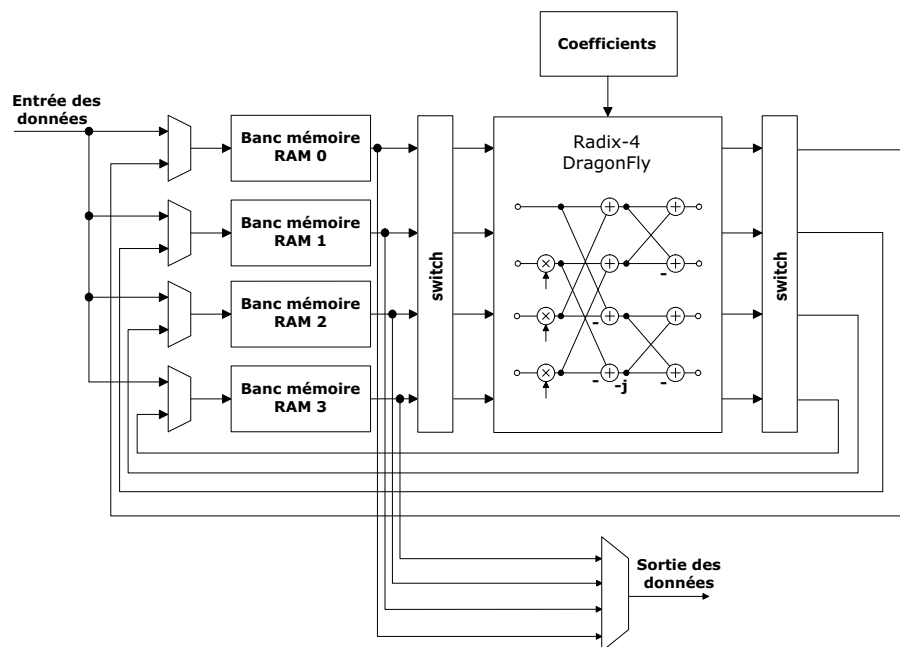 Coefficients
Entrée des
données
Banc mémoire
RAM 0
Banc mémoire
RAM 1
Banc mémoire
RAM 2
Banc mémoire
RAM 3
switch
Radix-4
DragonFly
-
-
-
-j
-
switch
Sortie des
données